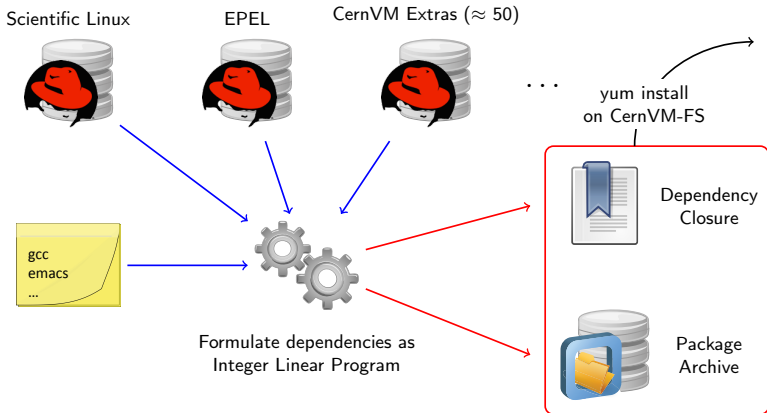 Scientific Linux
EPEL
CernVM Extras (≈ 50)
...
yum install
on CernVM-FS
gcc
emacs
...
Dependency
Closure
Formulate dependencies as
Integer Linear Program
Package
Archive